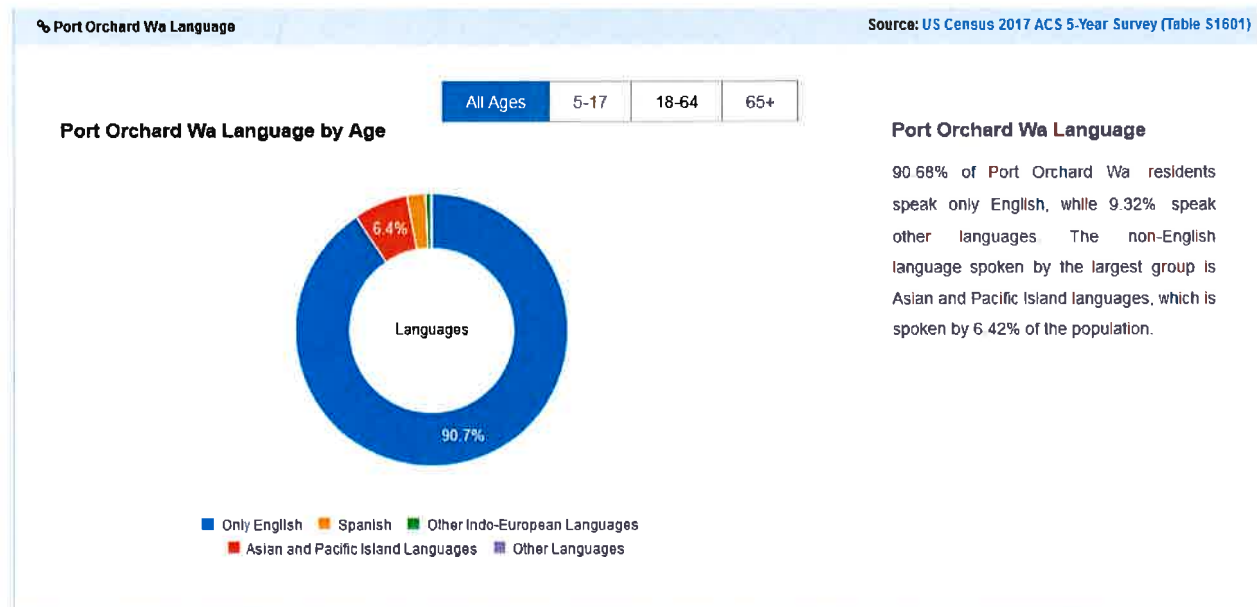 Port Orchard Wa Language
Source: US Census 2017 ACS 5-Year Survey (Table S1601)
All Ages 5-17 18-64 65+
Port Orchard Wa Language by Age
6.4%
Languages
90.7%
Only English Spanish Other Indo-European Languages
Asian and Pacific Island Languages Other Languages
Port Orchard Wa Language
90.68% of Port Orchard Wa residents
speak only English, while 9.32% speak
other languages. The non-English
language spoken by the largest group is
Asian and Pacific Island languages, which is
spoken by 6.42% of the population.